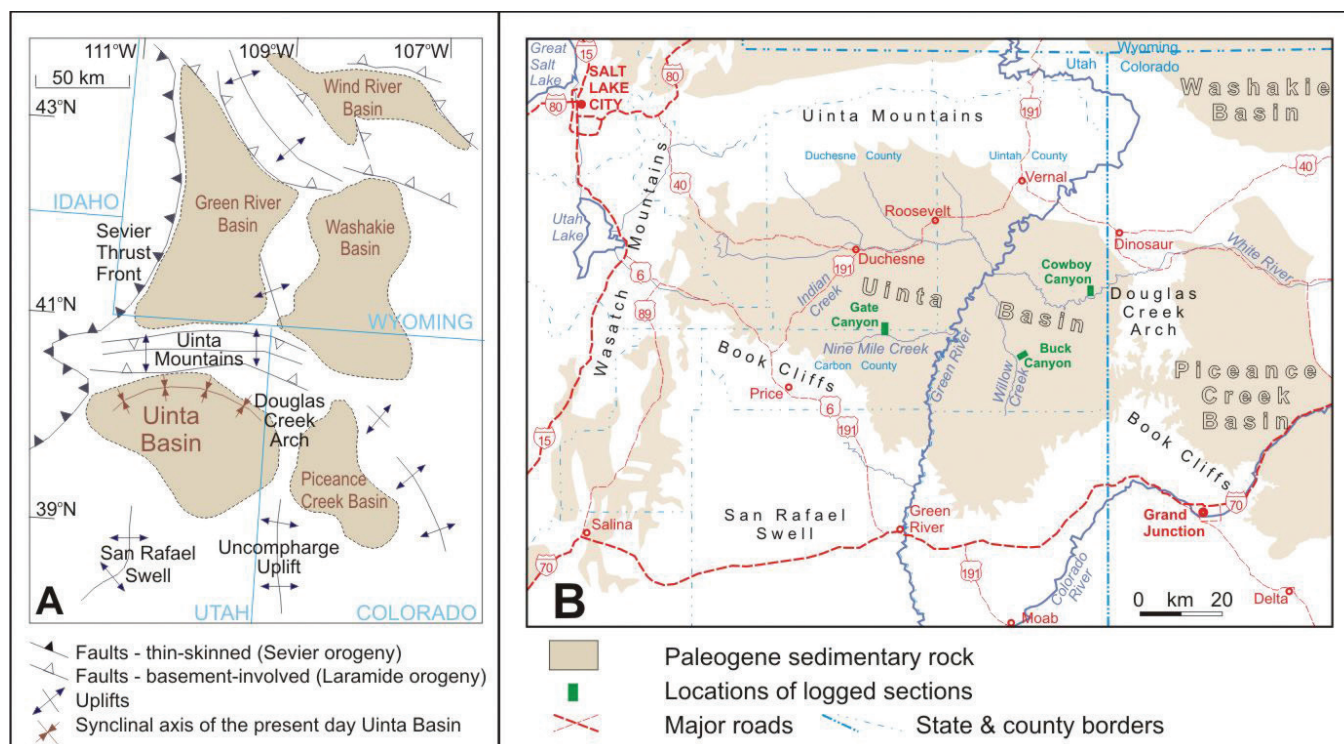 111°W
109°W
107°W
50 km
43°N
Wind River
Basin
IDAHO
Green River
Basin
Washakie
Basin
Sevier
Thrust
Front
41°N
WYOMING
Uinta
Mountains
Uinta
Basin
Douglas
Creek
Arch
Piceance
Creek Basin
39°N
San Rafael
Swell
Uncompharge
Uplift
A
UTAH
COLORADO
Faults - thin-skinned (Sevier orogeny)
Faults - basement-involved (Laramide orogeny)
Uplifts
Synclinal axis of the present day Uinta Basin
Great
Salt
Lake
15
80
SALT
LAKE
CITY
80
Wyoming
Utah
Colorado
Washakie
Basin
191
Uinta Mountains
Duchesne County
Uintah County
40
40
Vernal
Utah
Lake
Wasatch Mountains
Roosevelt
Dinosaur
White River
6
191
Duchesne
Indian
Creek
Uinta
Basin
Cowboy
Canyon
Douglas
Creek
Arch
89
Gate
Canyon
Nine Mile Creek
Green River
Buck
Canyon
Willow
Creek
Book Cliffs
Carbon County
Price
6
191
Piceance
Creek
Basin
15
Book Cliffs
Salina
San Rafael
Swell
Green
River
70
Grand
Junction
70
191
Colorado
River
Moab
0 km 20
Delta
B
Paleogene sedimentary rock
Locations of logged sections
Major roads
State & county borders